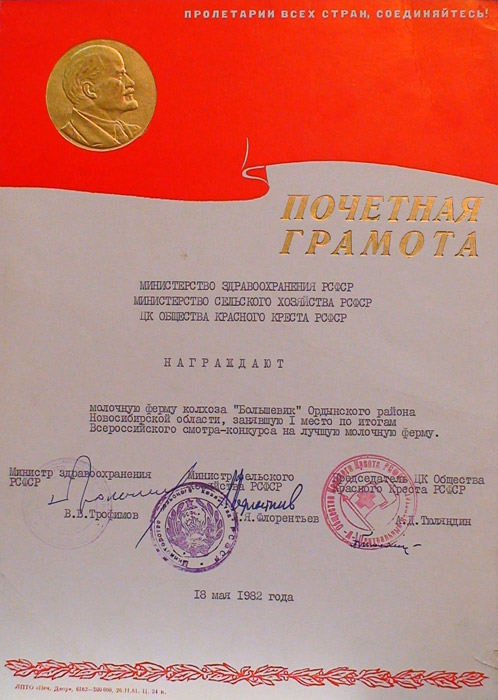 ПРОЛЕТАРИИ ВСЕХ СТРАН, СОЕДИНЯЙТЕСЬ!
ПОЧЕТНАЯ
ГРАМОТА
МИНИСТЕРСТВО ЗДРАВООХРАНЕНИЯ РСФСР
МИНИСТЕРСТВО СЕЛЬСКОГО ХОЗЯЙСТВА РСФСР
ЦК ОБЩЕСТВА КРАСНОГО КРЕСТА РСФСР
НАГРАЖДАЮТ
молочную ферму колхоза "Большевик" Ордынского района
Новосибирской области, занявшую I место по итогам
Всероссийского смотра-конкурса на лучшую молочную ферму.
Министр здравоохранения
РСФСР
В.В.Трофимов
Министр сельского
хозяйства РСФСР
Л.Я.Флорентьев
Председатель ЦК Общества
Красного Креста РСФСР
А.Д.Тюляндин
18 мая 1982 года